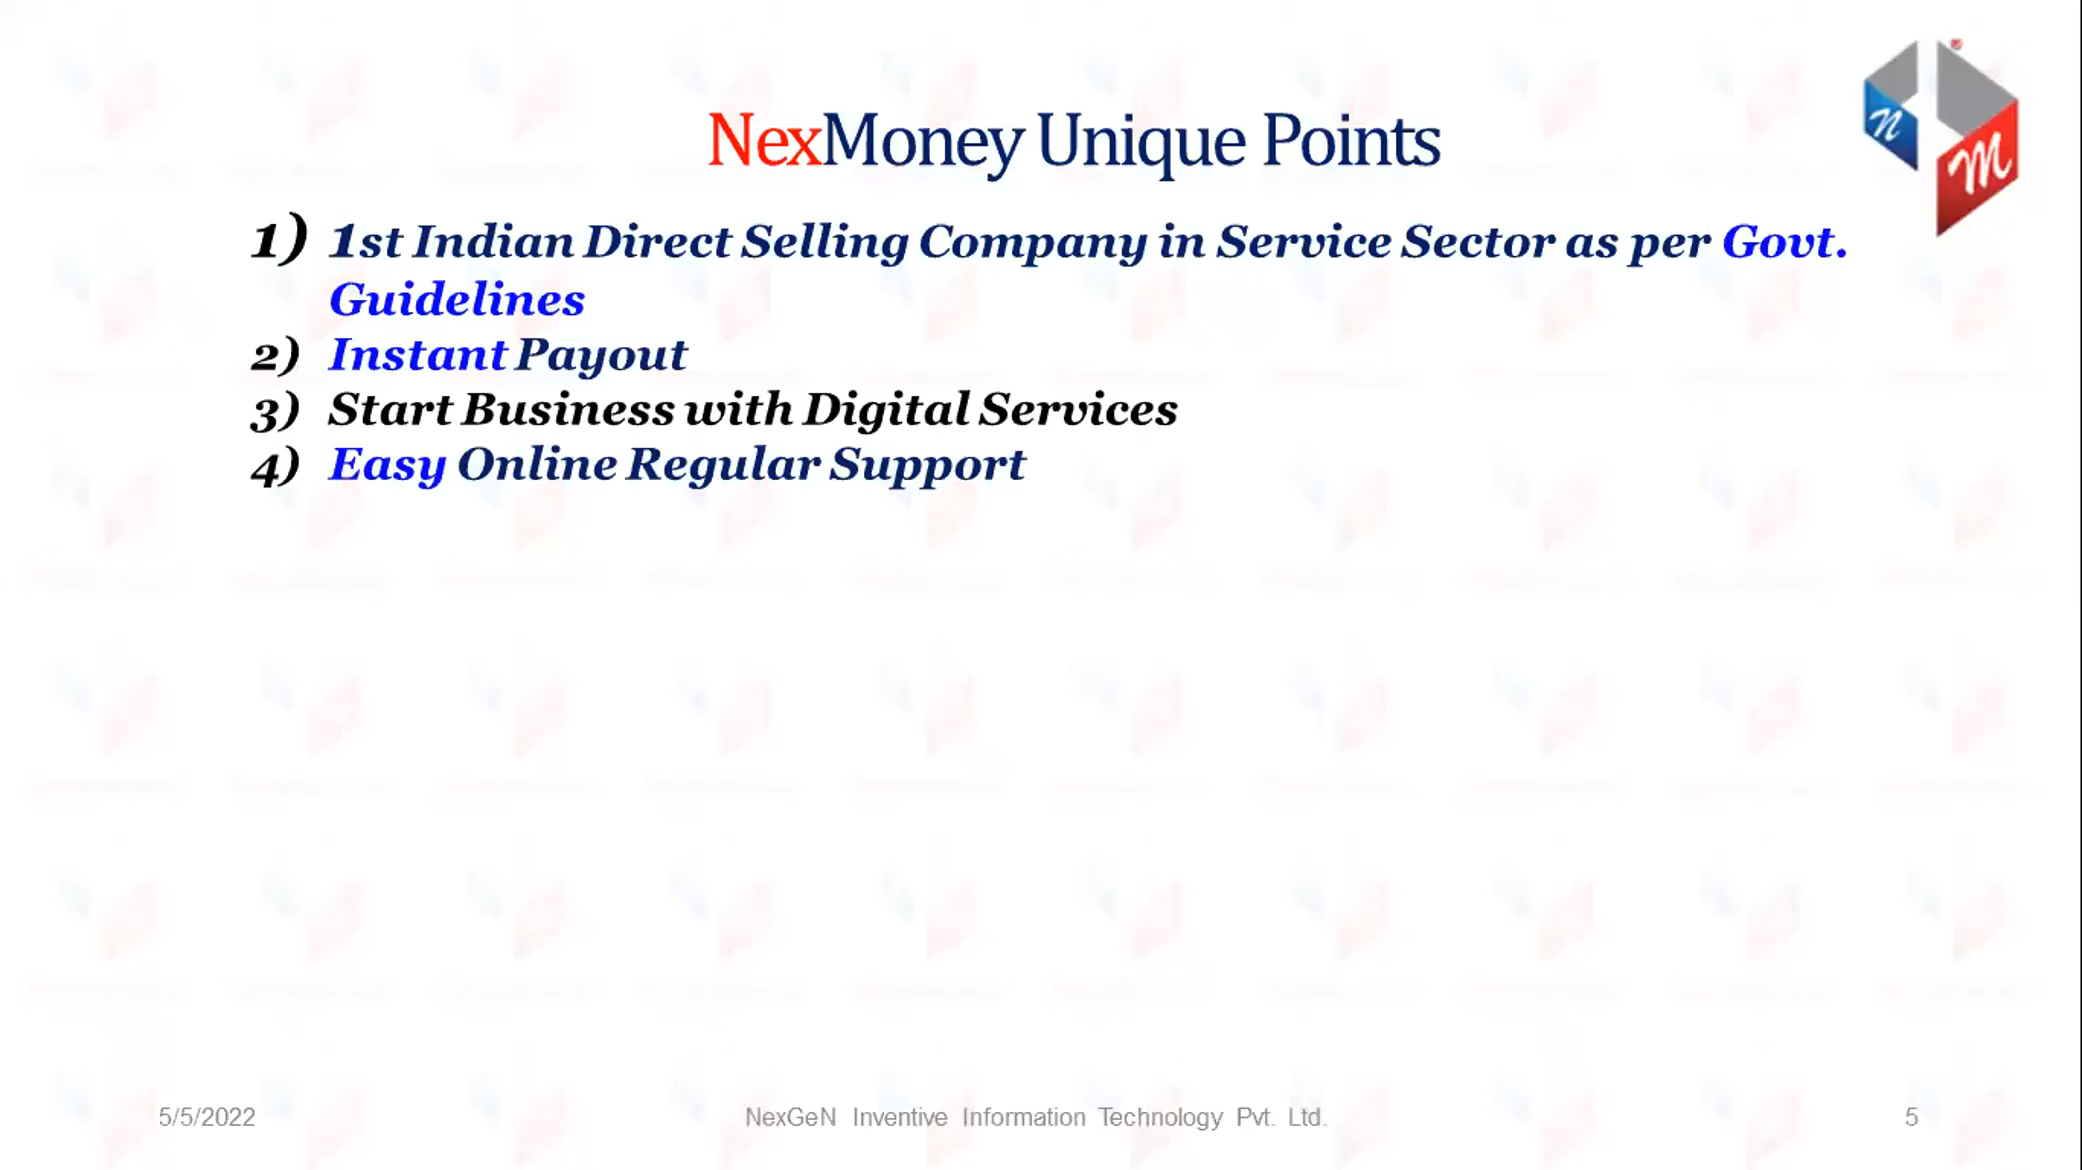 NexMoney Unique Points
n
m
1) 1st Indian Direct Selling Company in Service Sector as per Govt.
Guidelines
2) Instant Payout
3) Start Business with Digital Services
4) Easy Online Regular Support
5/5/2022 NexGeN Inventive Information Technology Pvt. Ltd. 5